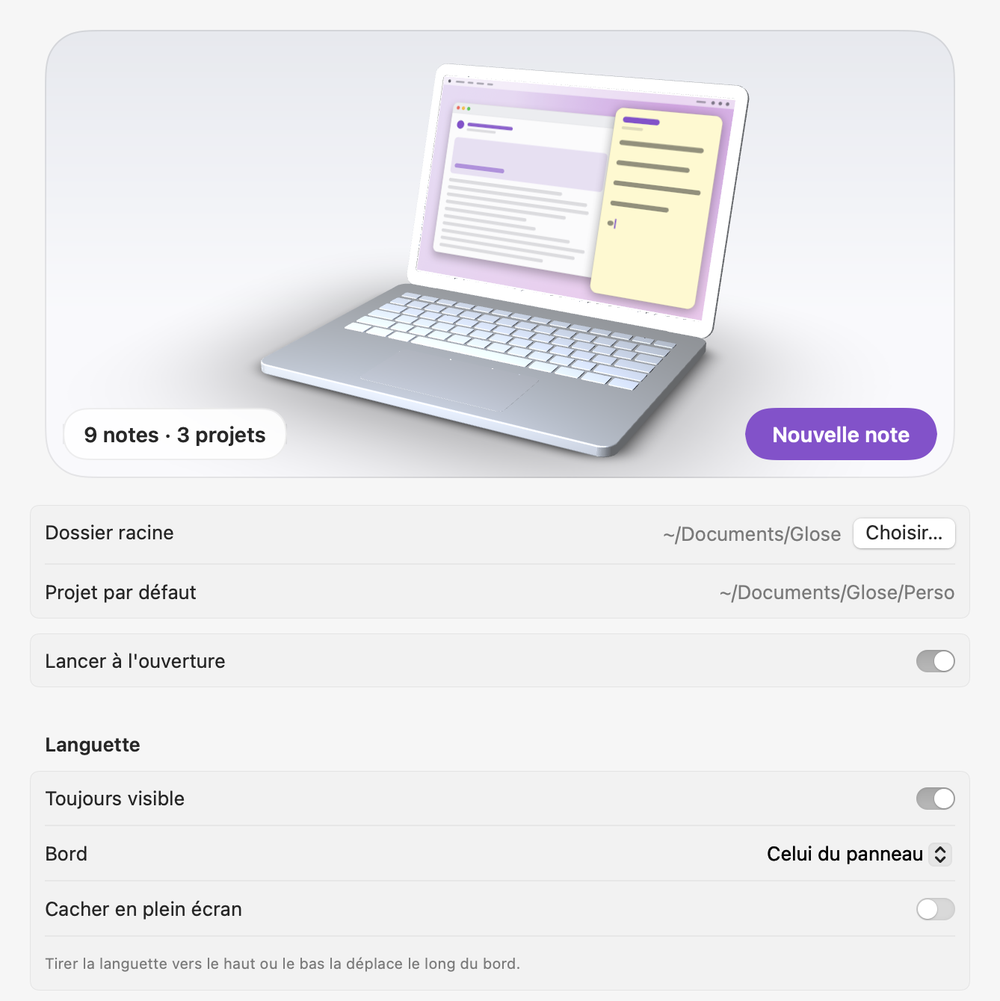 9 notes · 3 projets
Nouvelle note
Dossier racine
~/Documents/Glose
Choisir...
Projet par défaut
~/Documents/Glose/Perso
Lancer à l'ouverture
Languette
Toujours visible
Bord
Celui du panneau
Cacher en plein écran
Tirer la languette vers le haut ou le bas la déplace le long du bord.